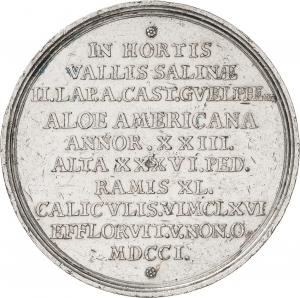 IN HORTIS
VALLIS SALINÆ
II.LAP.A.CAST.GVELPH.
ALOE AMERICANA
ANNOR.XXIII.
ALTA XXXVI.PED.
RAMIS XL.
CALICVLIS.VIMCLXVI
EFFLORVIT.V.NON.
MDCCI.